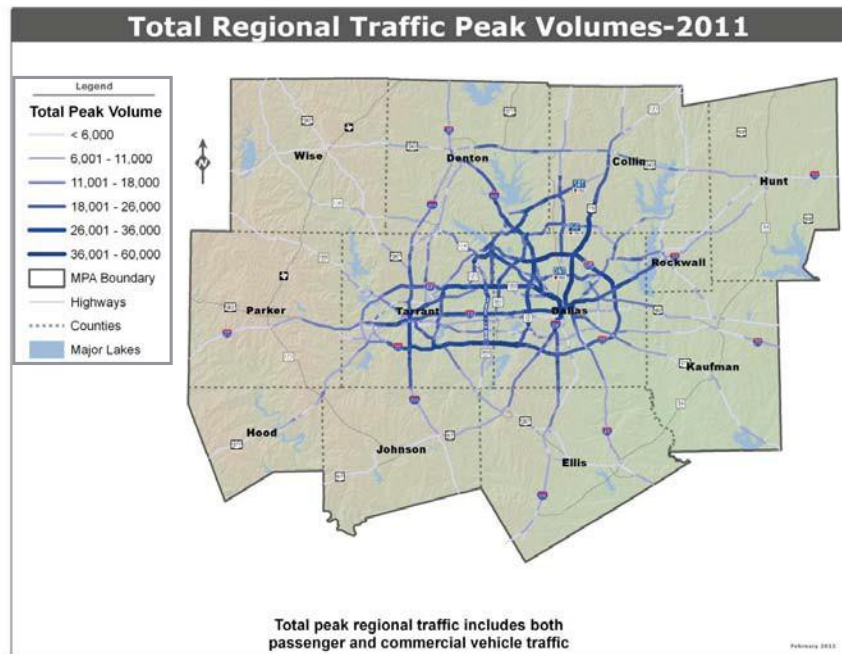 Total Regional Traffic Peak Volumes-2011
Legend
Total Peak Volume
< 6,000
6,001 - 11,000
11,001 - 18,000
18,001 - 26,000
26,001 - 36,000
36,001 - 60,000
MPA Boundary
Highways
Counties
Major Lakes
N
Wise
Denton
Collin
Hunt
Rockwall
Parker
Tarrant
Dallas
Kaufman
Hood
Johnson
Ellis
Total peak regional traffic includes both
passenger and commercial vehicle traffic